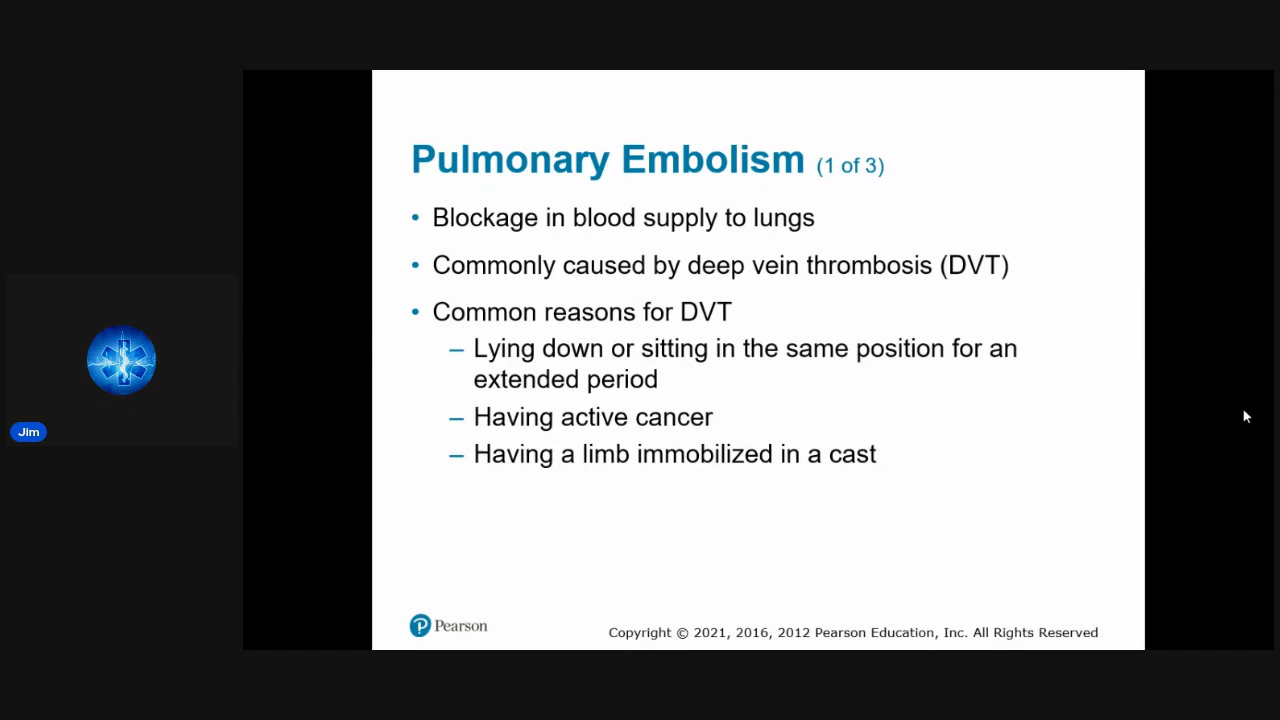 Pulmonary Embolism (1 of 3)
• Blockage in blood supply to lungs
• Commonly caused by deep vein thrombosis (DVT)
• Common reasons for DVT
– Lying down or sitting in the same position for an
extended period
– Having active cancer
– Having a limb immobilized in a cast
Jim
Pearson
Copyright © 2021, 2016, 2012 Pearson Education, Inc. All Rights Reserved